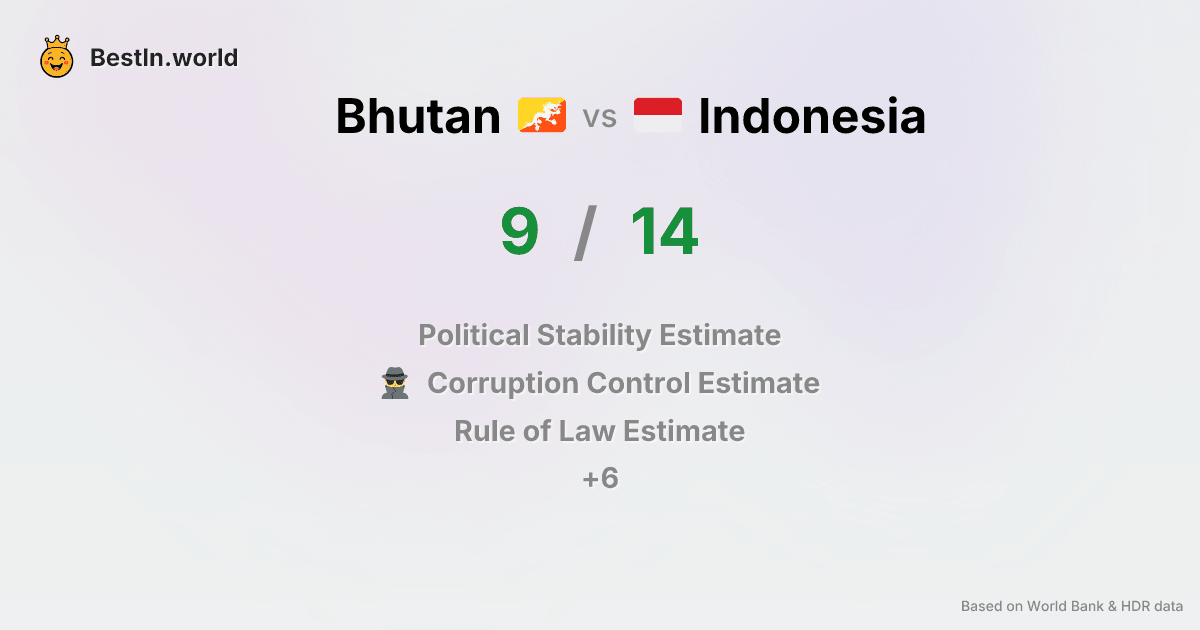 BestIn.world
Bhutan vs Indonesia
9 / 14
Political Stability Estimate
Corruption Control Estimate
Rule of Law Estimate
+6
Based on World Bank & HDR data